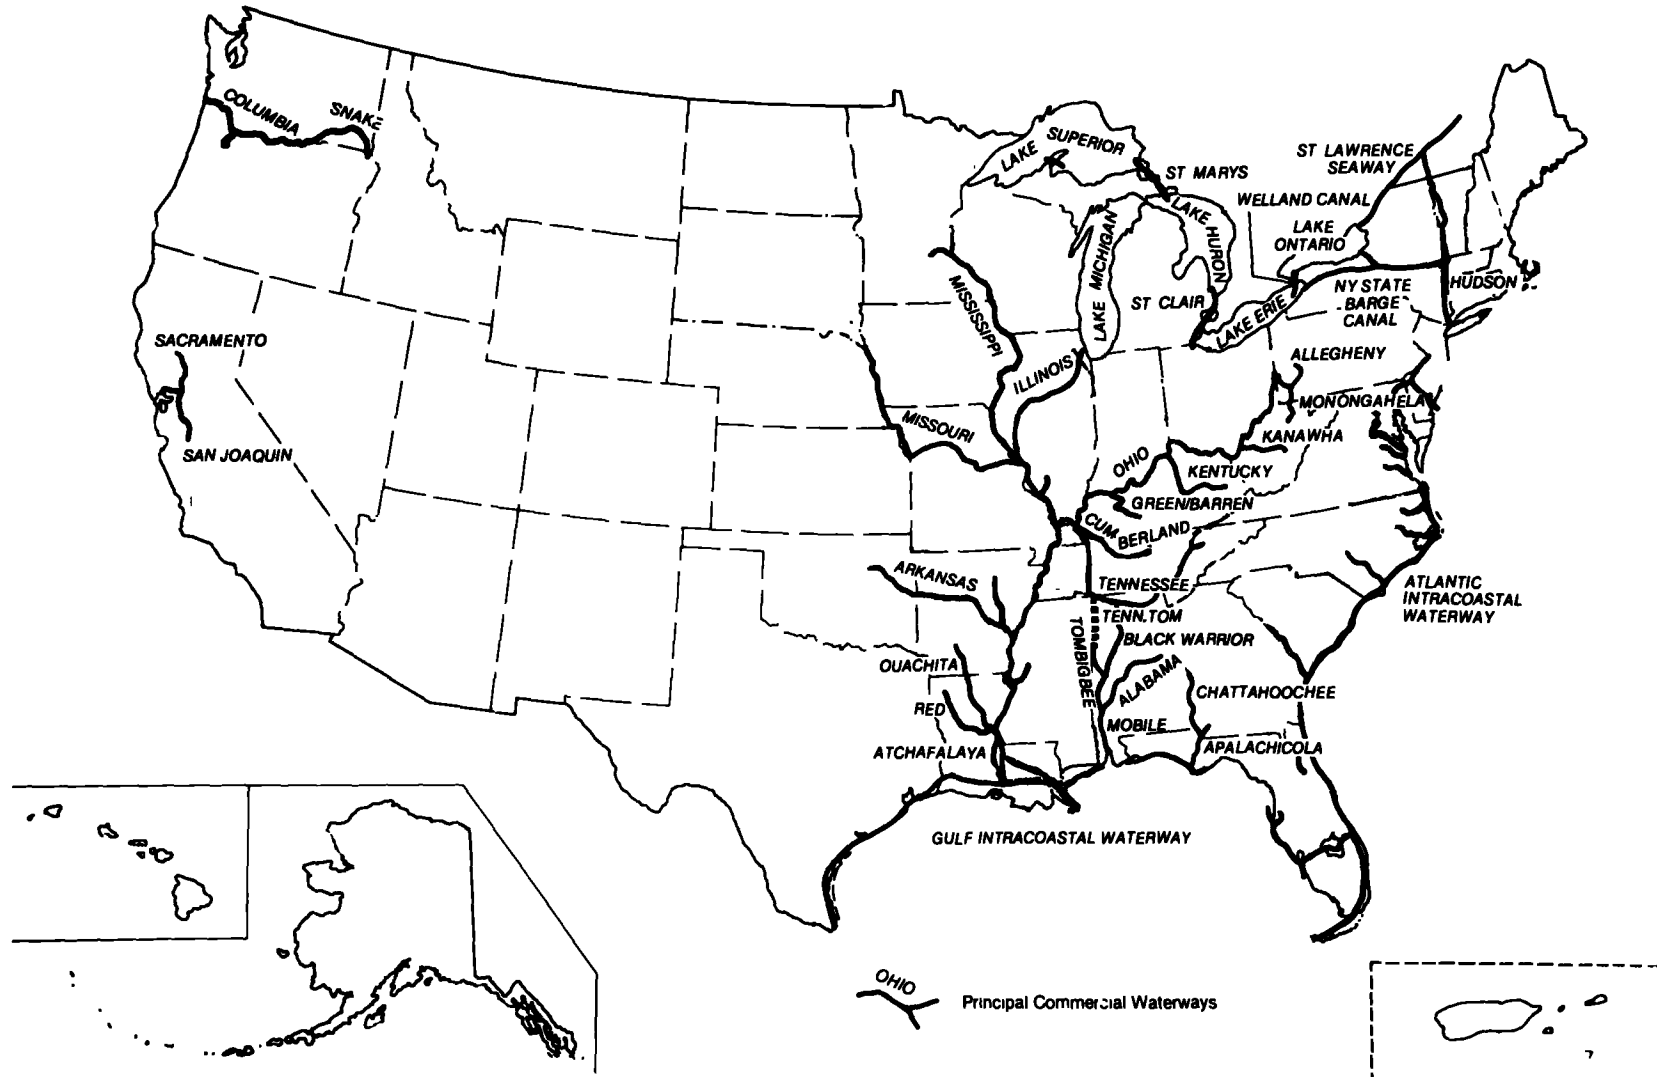 COLUMBIA
SNAKE
SACRAMENTO
SAN JOAQUIN
LAKE SUPERIOR
ST MARYS
LAKE HURON
LAKE MICHIGAN
ST CLAIR
LAKE ERIE
WELLAND CANAL
LAKE
ONTARIO
ST LAWRENCE
SEAWAY
NY STATE
BARGE
CANAL
HUDSON
MISSISSIPPI
ILLINOIS
MISSOURI
ALLEGHENY
MONONGAHELA
KANAWHA
OHIO
KENTUCKY
GREEN/BARREN
CUMBERLAND
TENNESSEE
TENN.TOM
TOMBIGBEE
BLACK WARRIOR
ALABAMA
MOBILE
CHATTAHOOCHEE
APALACHICOLA
ARKANSAS
OUACHITA
RED
ATCHAFALAYA
GULF INTRACOASTAL WATERWAY
ATLANTIC
INTRACOASTAL
WATERWAY
OHIO
Principal Commercial Waterways